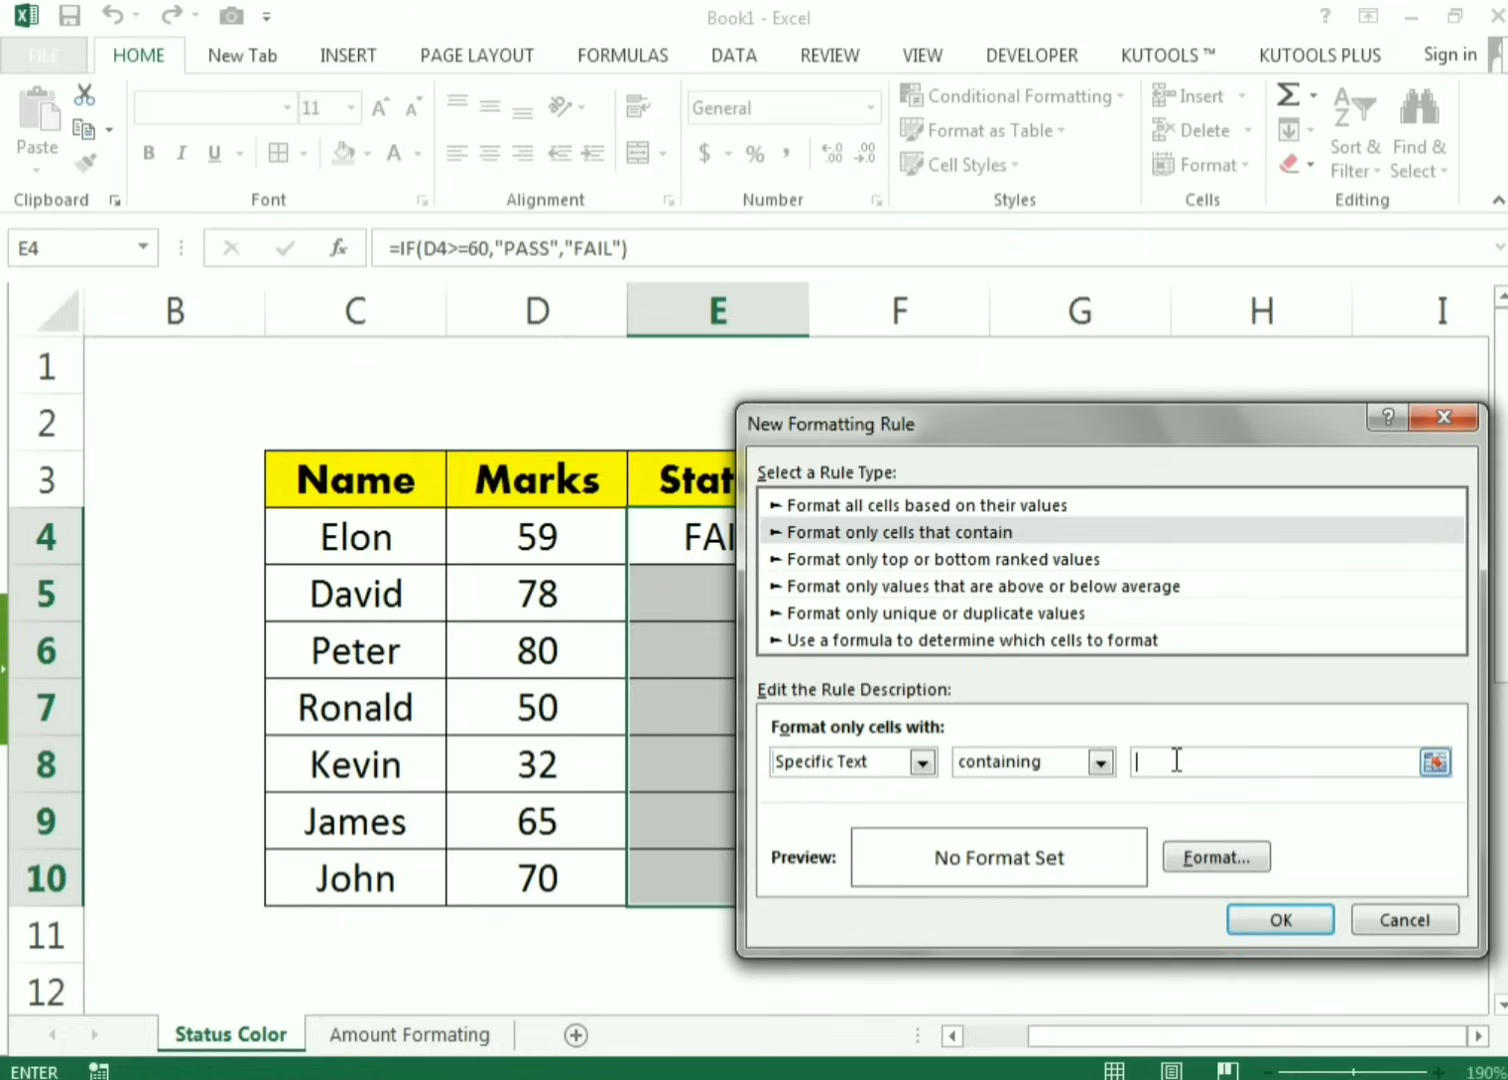 Book1 - Excel
FILE HOME New Tab INSERT PAGE LAYOUT FORMULAS DATA REVIEW VIEW DEVELOPER KUTOOLS ™ KUTOOLS PLUS Sign in
Paste
Clipboard
11
B I U A
Font
Alignment
General
$ % ,
Number
Conditional Formatting
Format as Table
Cell Styles
Styles
Insert
Delete
Format
Cells
Σ
Sort &
Filter
Find &
Select
Editing
E4 fx =IF(D4>=60,"PASS","FAIL")
B C D E F G H I
1
2
3 Name Marks Stat
4 Elon 59 FAI
5 David 78
6 Peter 80
7 Ronald 50
8 Kevin 32
9 James 65
10 John 70
11
12
New Formatting Rule
Select a Rule Type:
► Format all cells based on their values
► Format only cells that contain
► Format only top or bottom ranked values
► Format only values that are above or below average
► Format only unique or duplicate values
► Use a formula to determine which cells to format
Edit the Rule Description:
Format only cells with:
Specific Text containing
Preview: No Format Set Format...
OK Cancel
Status Color Amount Formating
ENTER 190%